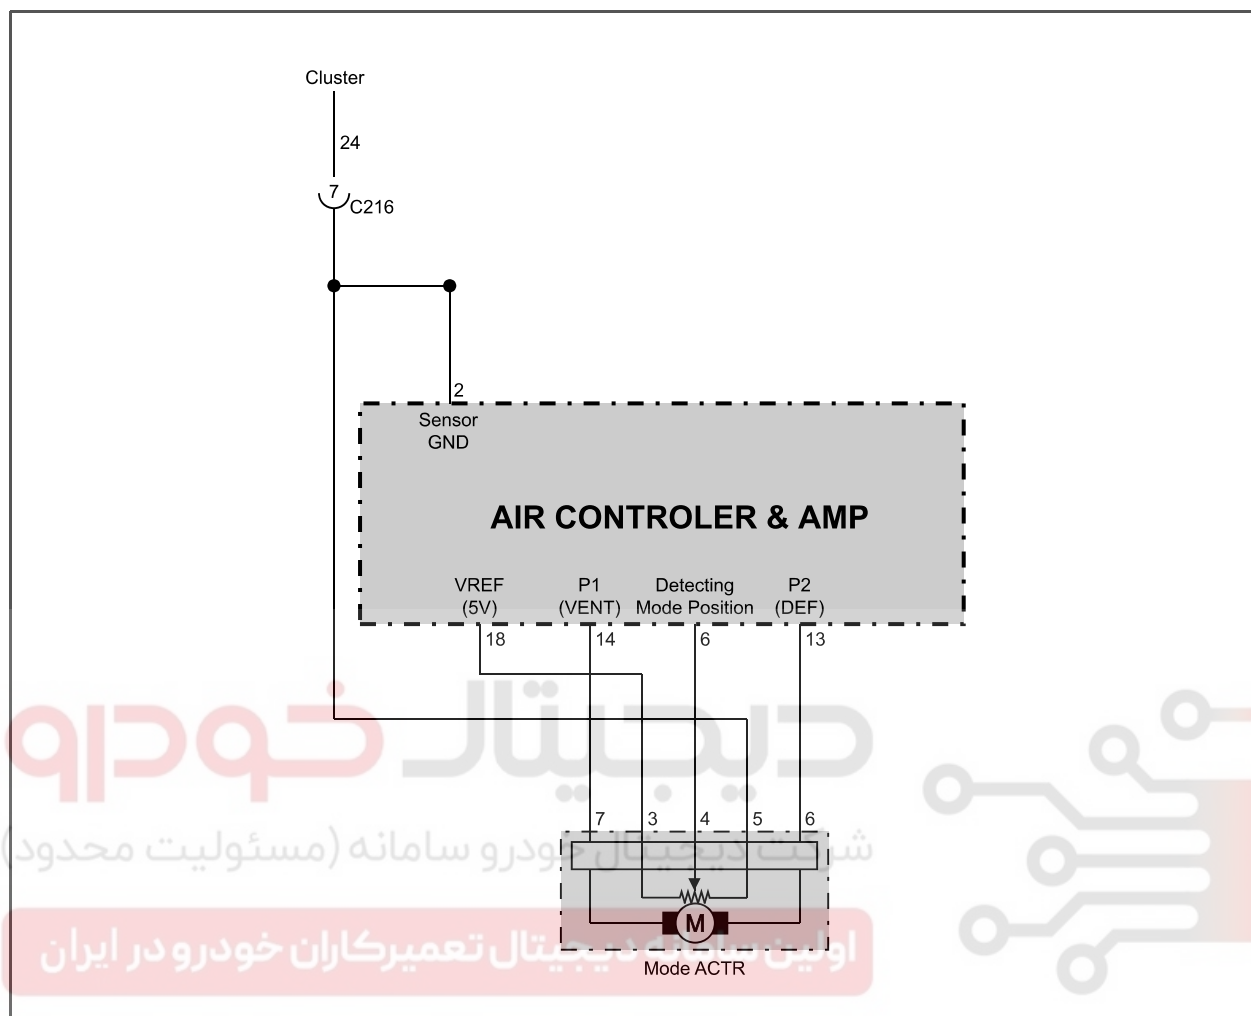 Cluster
24
7
C216
2
Sensor
GND
AIR CONTROLER & AMP
VREF
(5V)
P1
(VENT)
Detecting
Mode Position
P2
(DEF)
18
14
6
13
دیجیتال خودرو
7
3
4
5
6
شرکت دیجیتال خودرو سامانه (مسئولیت محدود)
M
اولین سامانه دیجیتال تعمیرکاران خودرو در ایران
Mode ACTR